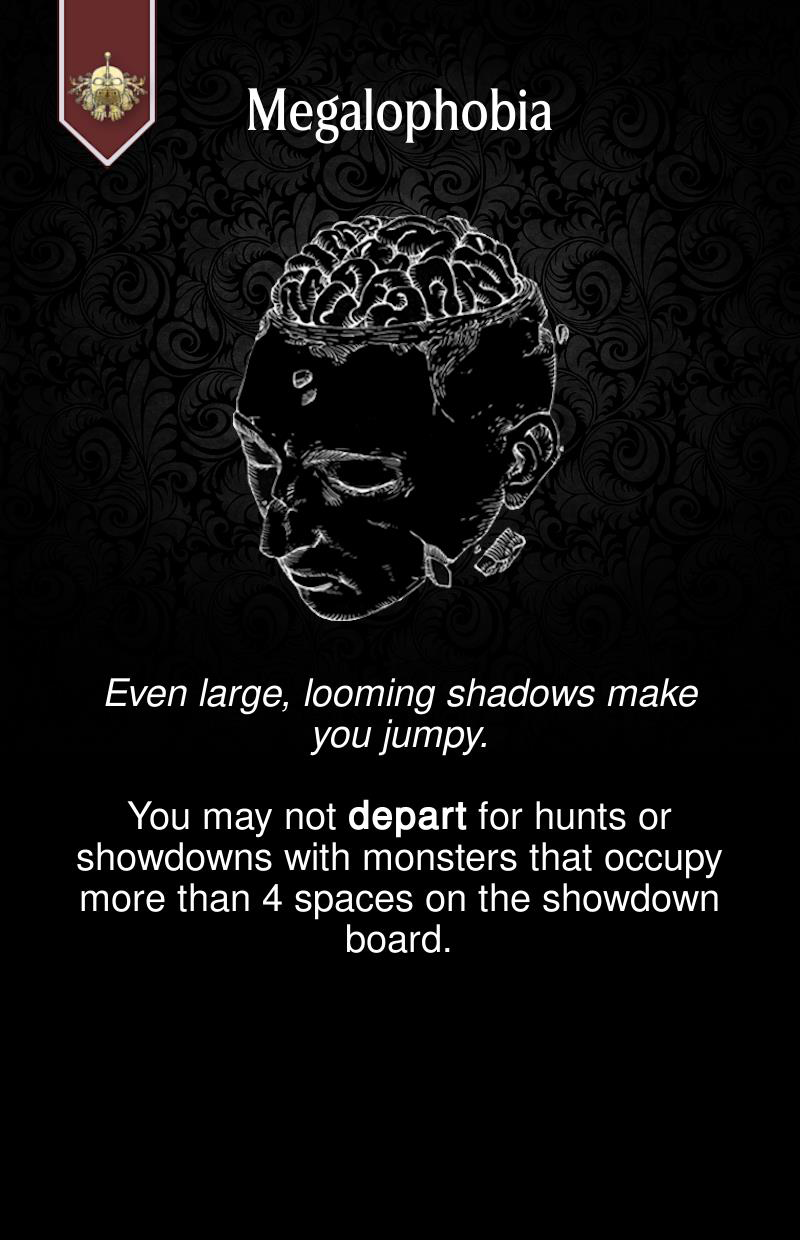 Megalophobia
Even large, looming shadows make
you jumpy.
You may not depart for hunts or
showdowns with monsters that occupy
more than 4 spaces on the showdown
board.